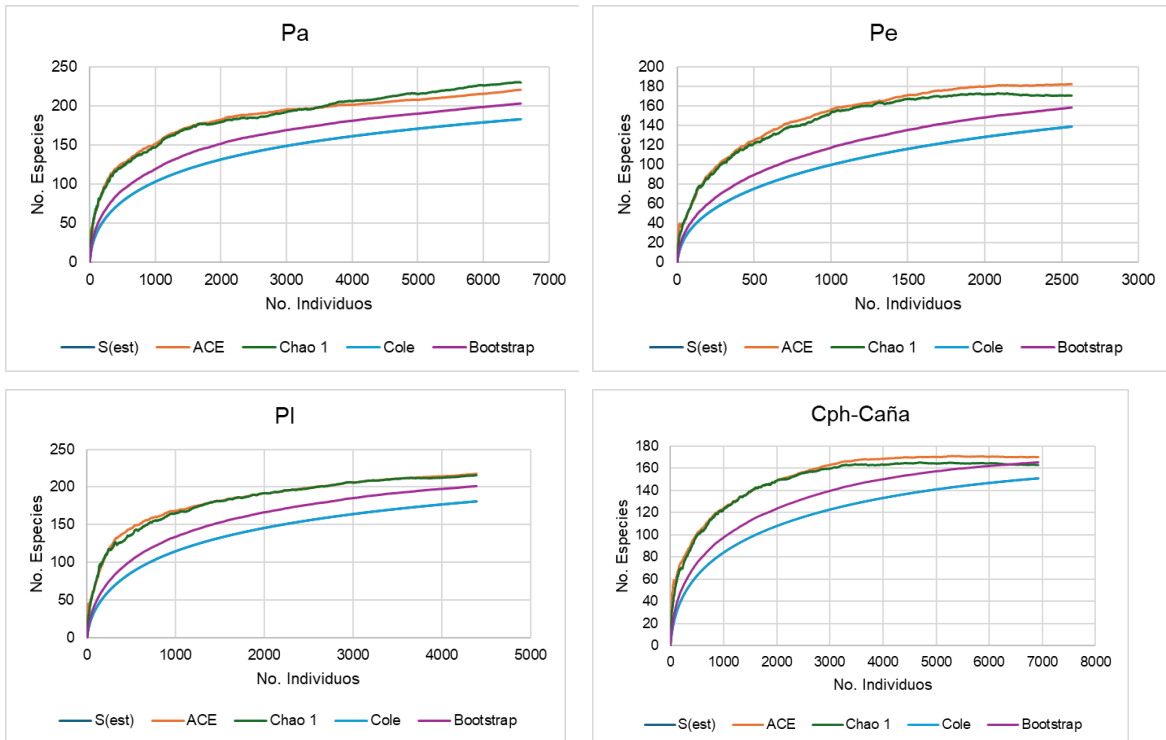 Pa
No. Especies
250
200
150
100
50
0
0 1000 2000 3000 4000 5000 6000 7000
No. Individuos
S(est) ACE Chao 1 Cole Bootstrap
Pe
No. Especies
200
180
160
140
120
100
80
60
40
20
0
0 500 1000 1500 2000 2500 3000
No. Individuos
S(est) ACE Chao 1 Cole Bootstrap
Pl
No. Especies
250
200
150
100
50
0
0 1000 2000 3000 4000 5000
No. Individuos
S(est) ACE Chao 1 Cole Bootstrap
Cph-Caña
No. Especies
180
160
140
120
100
80
60
40
20
0
0 1000 2000 3000 4000 5000 6000 7000 8000
No. Individuos
S(est) ACE Chao 1 Cole Bootstrap